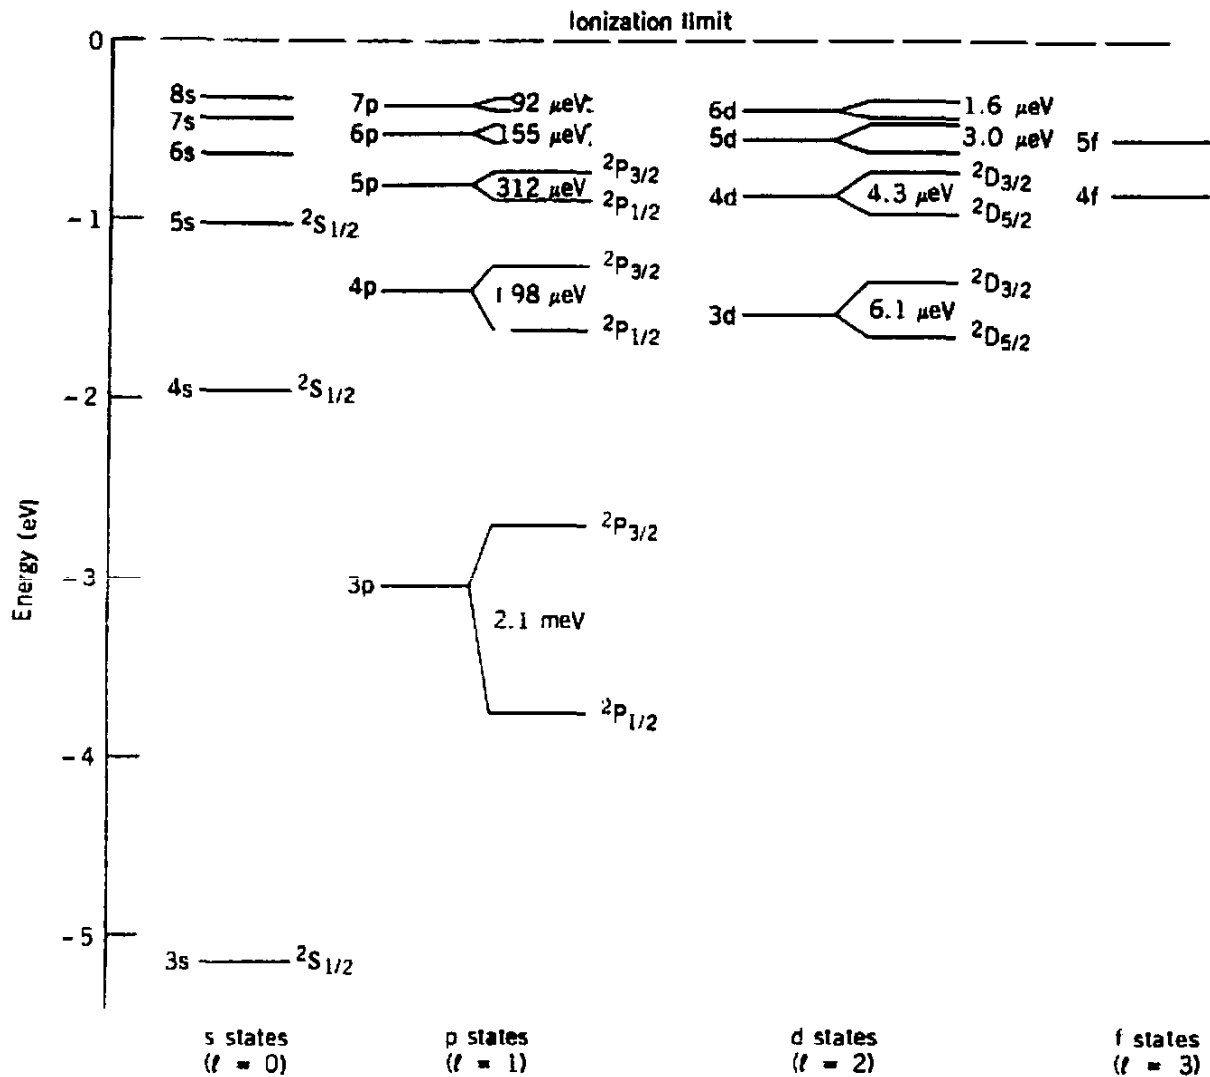 Ionization limit
0
8s
7s
6s
5s ²S₁/₂
4s ²S₁/₂
3s ²S₁/₂
7p 92 μeV
6p 155 μeV
5p 312 μeV ²P₃/₂
²P₁/₂
4p 198 μeV ²P₃/₂
²P₁/₂
3p 2.1 meV ²P₃/₂
²P₁/₂
6d 1.6 μeV
5d 3.0 μeV
4d 4.3 μeV ²D₃/₂
²D₅/₂
3d 6.1 μeV ²D₃/₂
²D₅/₂
5f
4f
-1
-2
-3
-4
-5
Energy (eV)
s states
(ℓ = 0)
p states
(ℓ = 1)
d states
(ℓ = 2)
f states
(ℓ = 3)